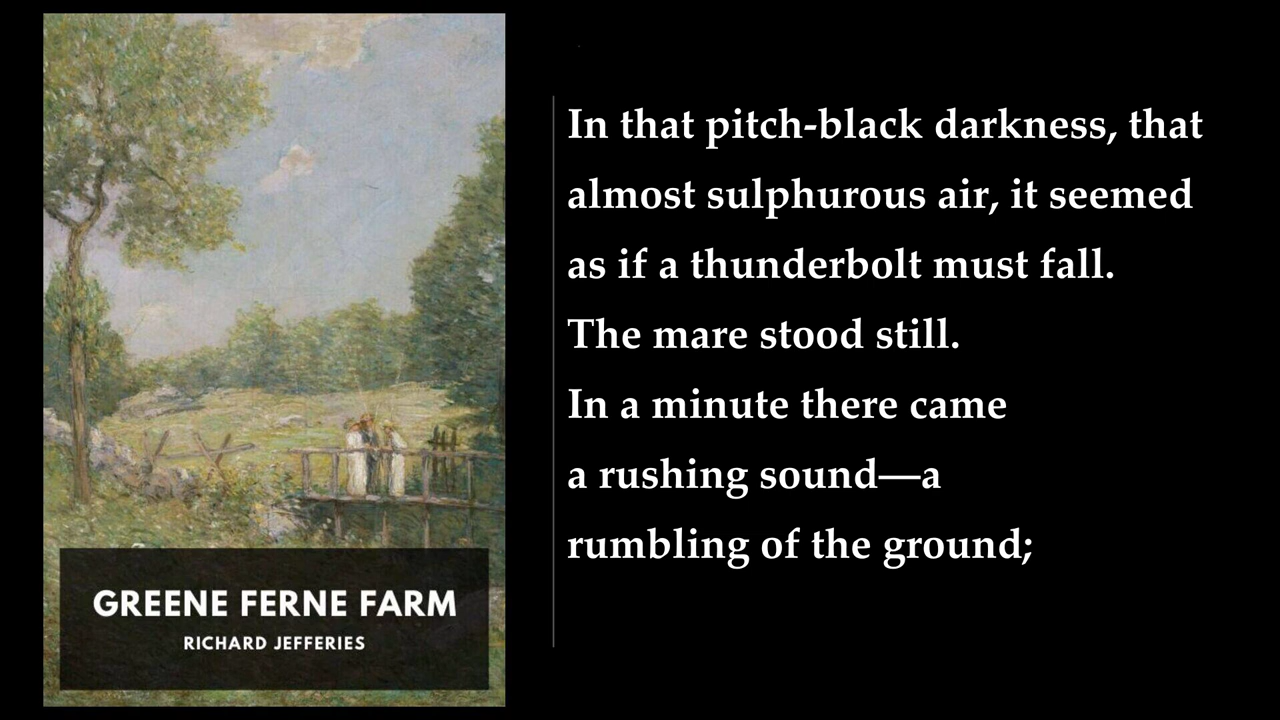 GREENE FERNE FARM
RICHARD JEFFERIES
In that pitch-black darkness, that
almost sulphurous air, it seemed
as if a thunderbolt must fall.
The mare stood still.
In a minute there came
a rushing sound—a
rumbling of the ground;